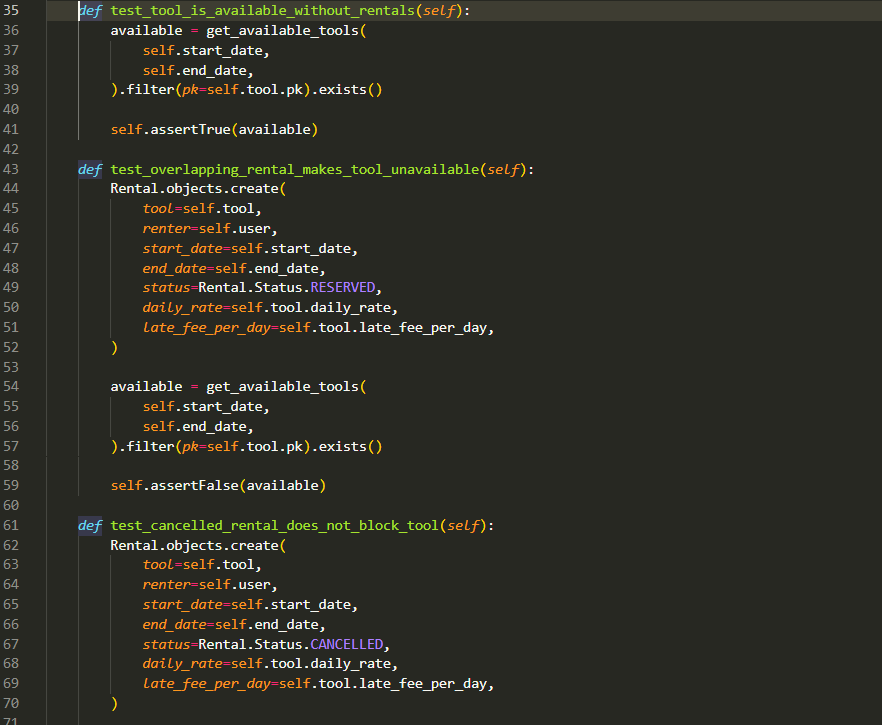 35 def test_tool_is_available_without_rentals(self):
36 available = get_available_tools(
37 self.start_date,
38 self.end_date,
39 ).filter(pk=self.tool.pk).exists()
40
41 self.assertTrue(available)
42
43 def test_overlapping_rental_makes_tool_unavailable(self):
44 Rental.objects.create(
45 tool=self.tool,
46 renter=self.user,
47 start_date=self.start_date,
48 end_date=self.end_date,
49 status=Rental.Status.RESERVED,
50 daily_rate=self.tool.daily_rate,
51 late_fee_per_day=self.tool.late_fee_per_day,
52 )
53
54 available = get_available_tools(
55 self.start_date,
56 self.end_date,
57 ).filter(pk=self.tool.pk).exists()
58
59 self.assertFalse(available)
60
61 def test_cancelled_rental_does_not_block_tool(self):
62 Rental.objects.create(
63 tool=self.tool,
64 renter=self.user,
65 start_date=self.start_date,
66 end_date=self.end_date,
67 status=Rental.Status.CANCELLED,
68 daily_rate=self.tool.daily_rate,
69 late_fee_per_day=self.tool.late_fee_per_day,
70 )
71